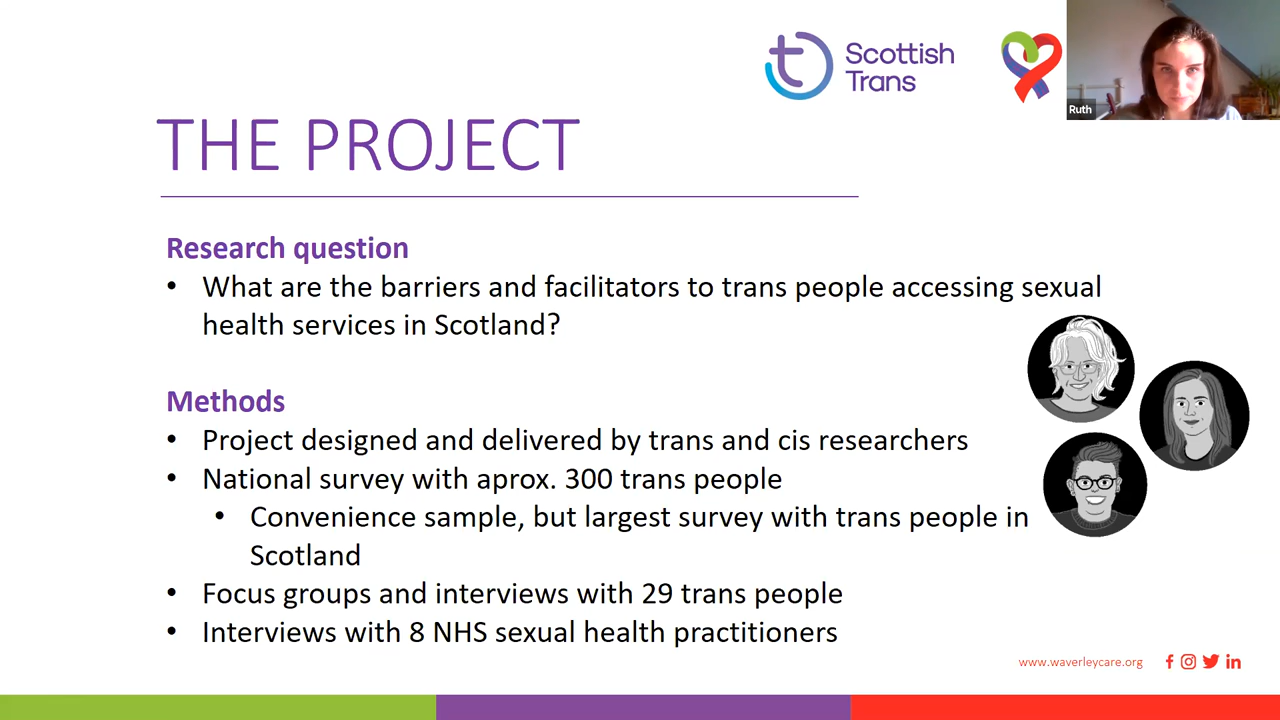 Scottish
Trans
Ruth
THE PROJECT
Research question
• What are the barriers and facilitators to trans people accessing sexual
health services in Scotland?
Methods
• Project designed and delivered by trans and cis researchers
• National survey with aprox. 300 trans people
• Convenience sample, but largest survey with trans people in
Scotland
• Focus groups and interviews with 29 trans people
• Interviews with 8 NHS sexual health practitioners
www.waverleycare.org